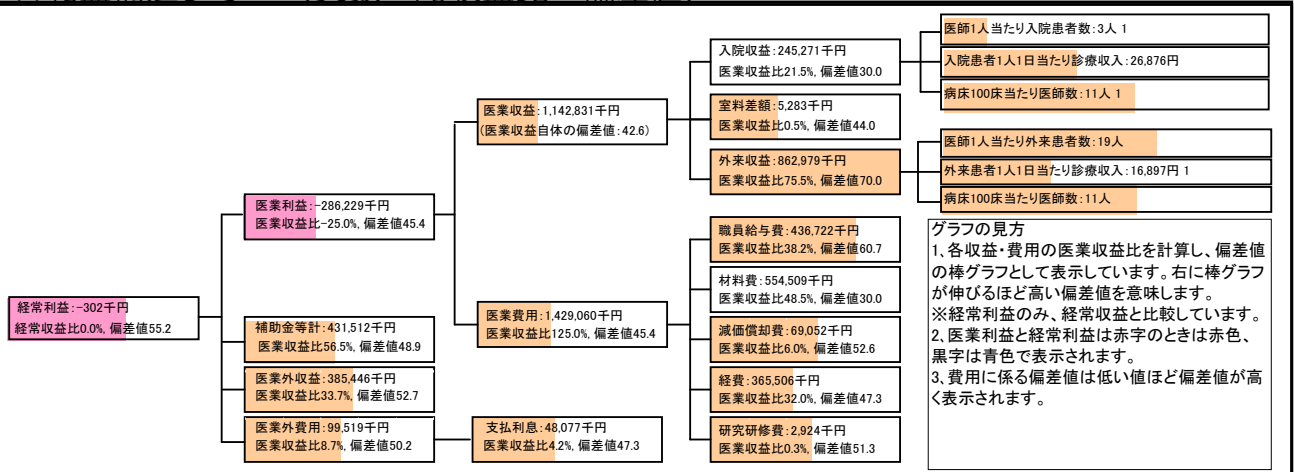 経常利益:-302千円
経常収益比0.0%, 偏差値55.2
医業利益:-286,229千円
医業収益比-25.0%, 偏差値45.4
補助金等計:431,512千円
医業収益比56.5%, 偏差値48.9
医業外収益:385,446千円
医業収益比33.7%, 偏差値52.7
医業外費用:99,519千円
医業収益比8.7%, 偏差値50.2
医業収益:1,142,831千円
(医業収益自体の偏差値:42.6)
医業費用:1,429,060千円
医業収益比125.0%, 偏差値45.4
支払利息:48,077千円
医業収益比4.2%, 偏差値47.3
入院収益:245,271千円
医業収益比21.5%, 偏差値30.0
室料差額:5,283千円
医業収益比0.5%, 偏差値44.0
外来収益:862,979千円
医業収益比75.5%, 偏差値70.0
職員給与費:436,722千円
医業収益比38.2%, 偏差値60.7
材料費:554,509千円
医業収益比48.5%, 偏差値30.0
減価償却費:69,052千円
医業収益比6.0%, 偏差値52.6
経費:365,506千円
医業収益比32.0%, 偏差値47.3
研究研修費:2,924千円
医業収益比0.3%, 偏差値51.3
医師1人当たり入院患者数:3人 1
入院患者1人1日当たり診療収入:26,876円
病床100床当たり医師数:11人 1
医師1人当たり外来患者数:19人
外来患者1人1日当たり診療収入:16,897円 1
病床100床当たり医師数:11人
グラフの見方
1、各収益・費用の医業収益比を計算し、偏差値
の棒グラフとして表示しています。右に棒グラフ
が伸びるほど高い偏差値を意味します。
※経常利益のみ、経常収益と比較しています。
2、医業利益と経常利益は赤字のときは赤色、
黒字は青色で表示されます。
3、費用に係る偏差値は低い値ほど偏差値が高
く表示されます。